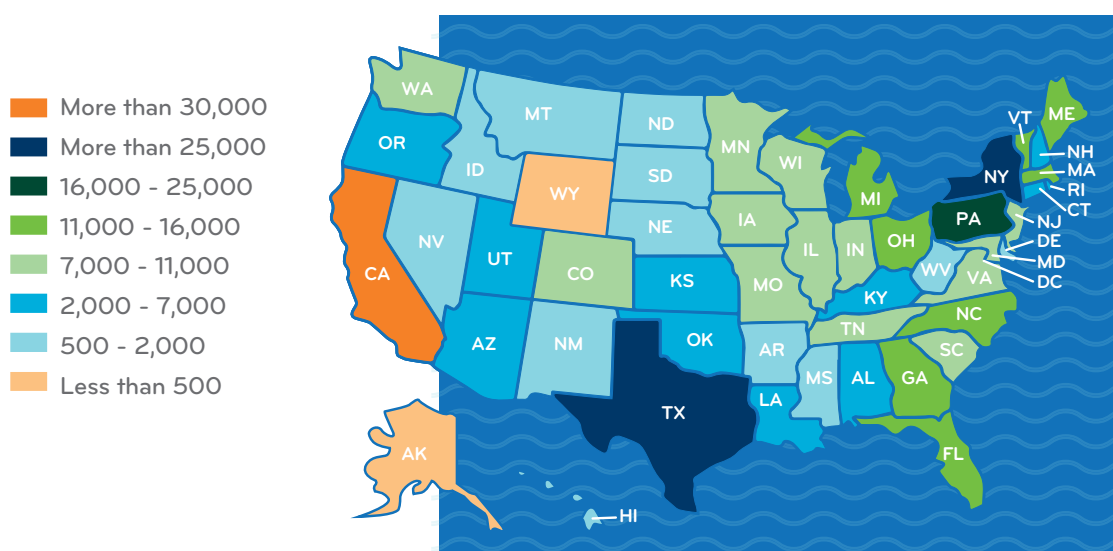 More than 30,000
More than 25,000
16,000 - 25,000
11,000 - 16,000
7,000 - 11,000
2,000 - 7,000
500 - 2,000
Less than 500
WA
OR
CA
ID
NV
MT
WY
UT
AZ
CO
NM
ND
SD
NE
KS
OK
TX
MN
IA
MO
AR
LA
WI
IL
IN
MI
OH
KY
TN
MS
AL
GA
FL
SC
NC
VA
WV
PA
NY
VT
ME
NH
MA
RI
CT
NJ
DE
MD
DC
AK
HI